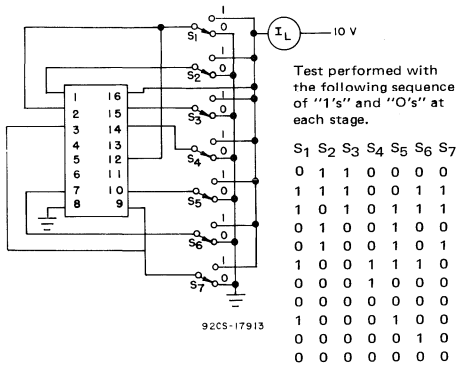 1
0
S1
IL
10 V
1
0
S2
1
0
S3
1
0
S4
1
0
S5
1
0
S6
1
0
S7
1 16
2 15
3 14
4 13
5 12
6 11
7 10
8 9
92CS-17913
Test performed with
the following sequence
of "1's" and "0's" at
each stage.
S1 S2 S3 S4 S5 S6 S7
0 1 1 0 0 0 0
1 1 1 0 0 1 1
1 0 1 0 1 1 1
0 1 0 0 1 0 0
0 1 0 0 1 0 1
1 0 0 1 1 1 0
0 0 0 1 0 0 0
0 0 0 0 0 0 0
1 0 0 0 1 0 0
0 0 0 0 0 1 0
0 0 0 0 0 0 0